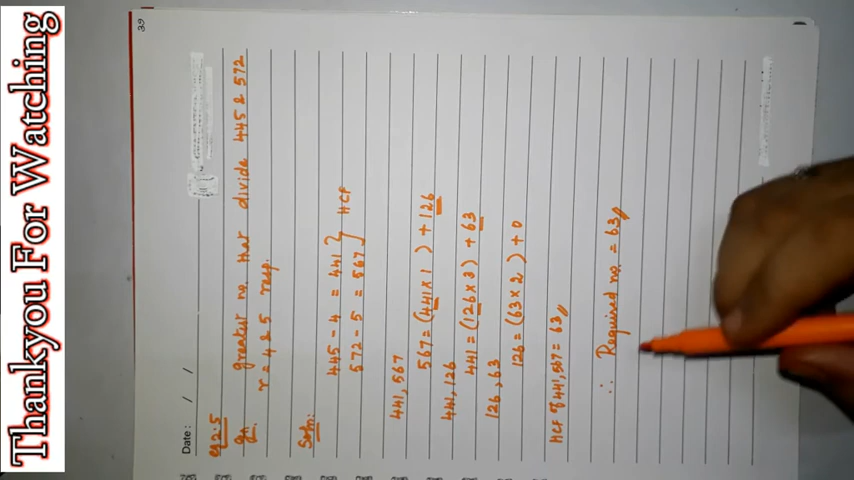 Thankyou For Watching
39
Date: / /
eg 2.5
Qn. greatest no. that divide 445 & 572
r = 4 & 5 resp.
Soln:
445 - 4 = 441 } HCF
572 - 5 = 567
441, 567
567 = (441 × 1 ) + 126
441, 126
441 = (126 × 3 ) + 63
126, 63
126 = (63 × 2 ) + 0
HCF of 441, 567 = 63//
∴ Required no. = 63//